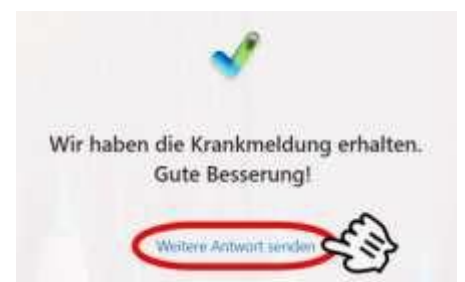 Wir haben die Krankmeldung erhalten.
Gute Besserung!
Weitere Antwort senden